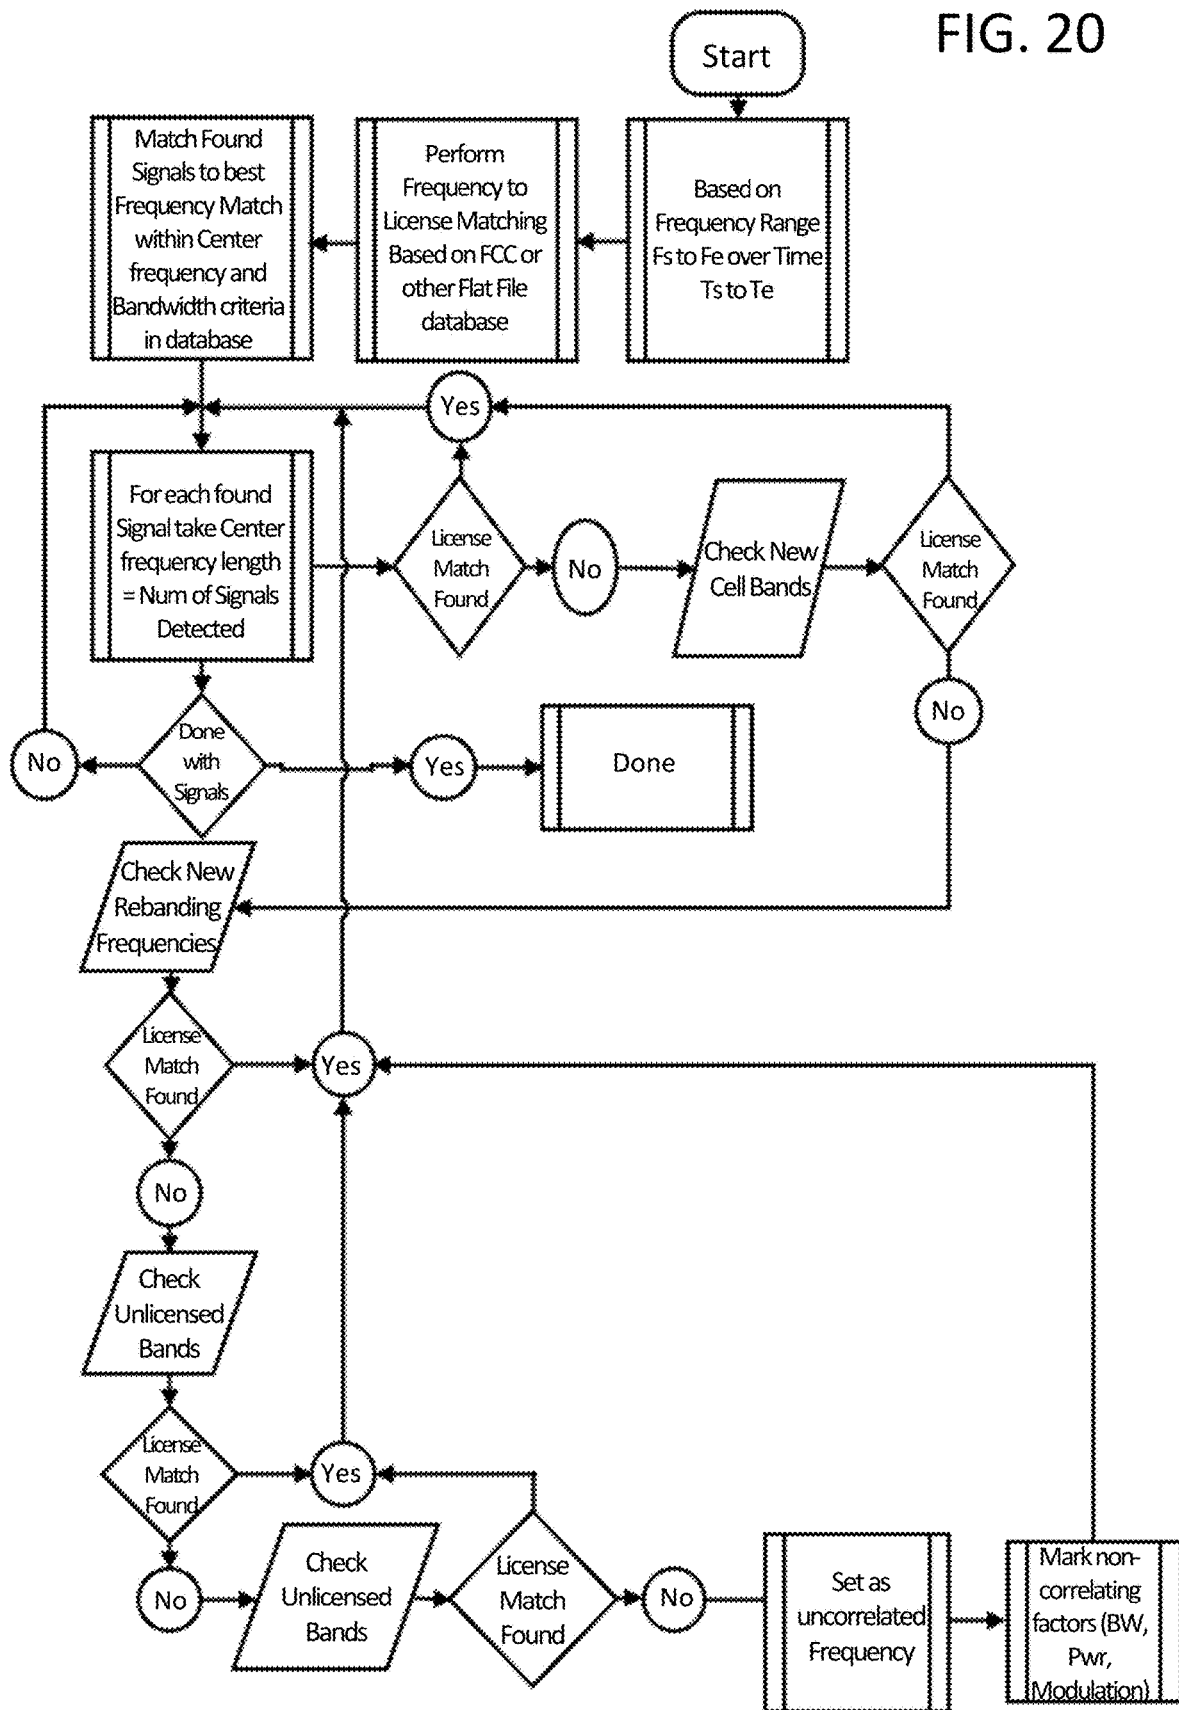 FIG. 20
Start
Match Found
Signals to best
Frequency Match
within Center
frequency and
Bandwidth criteria
in database
Perform
Frequency to
License Matching
Based on FCC or
other Flat File
database
Based on
Frequency Range
Fs to Fe over Time
Ts to Te
Yes
For each found
Signal take Center
frequency length
= Num of Signals
Detected
License
Match
Found
No
Check New
Cell Bands
License
Match
Found
No
No
Done
with
Signals
Yes
Done
Check New
Rebanding
Frequencies
License
Match
Found
Yes
No
Check
Unlicensed
Bands
License
Match
Found
Yes
No
Check
Unlicensed
Bands
License
Match
Found
No
Set as
uncorrelated
Frequency
Mark non-
correlating
factors (BW,
Pwr,
Modulation)